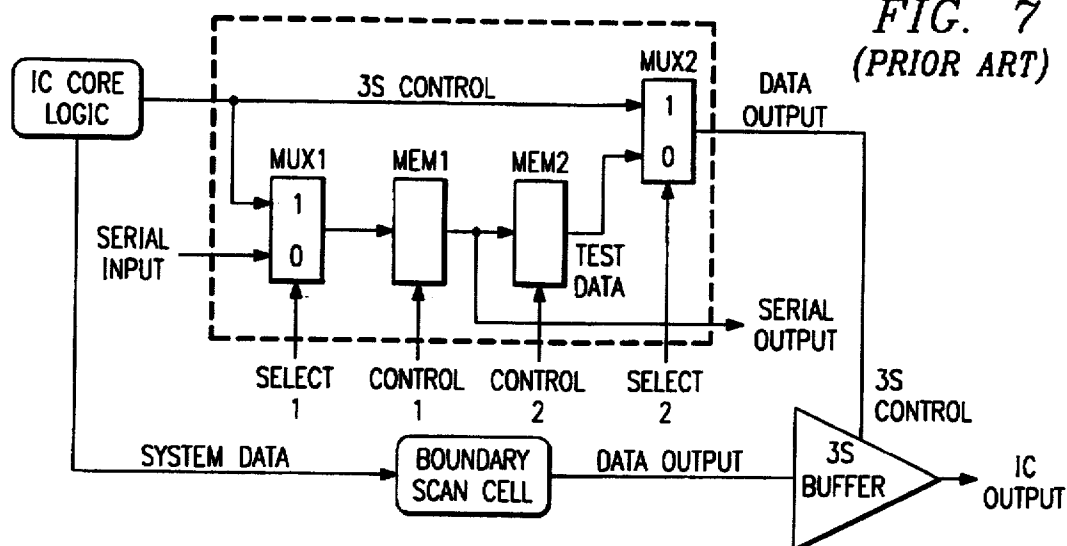 FIG. 7
(PRIOR ART)
IC CORE
LOGIC
3S CONTROL
MUX2
1
0
DATA
OUTPUT
MUX1
1
0
MEM1
MEM2
SERIAL
INPUT
TEST
DATA
SERIAL
OUTPUT
SELECT
1
CONTROL
1
CONTROL
2
SELECT
2
3S
CONTROL
SYSTEM DATA
BOUNDARY
SCAN CELL
DATA OUTPUT
3S
BUFFER
IC
OUTPUT